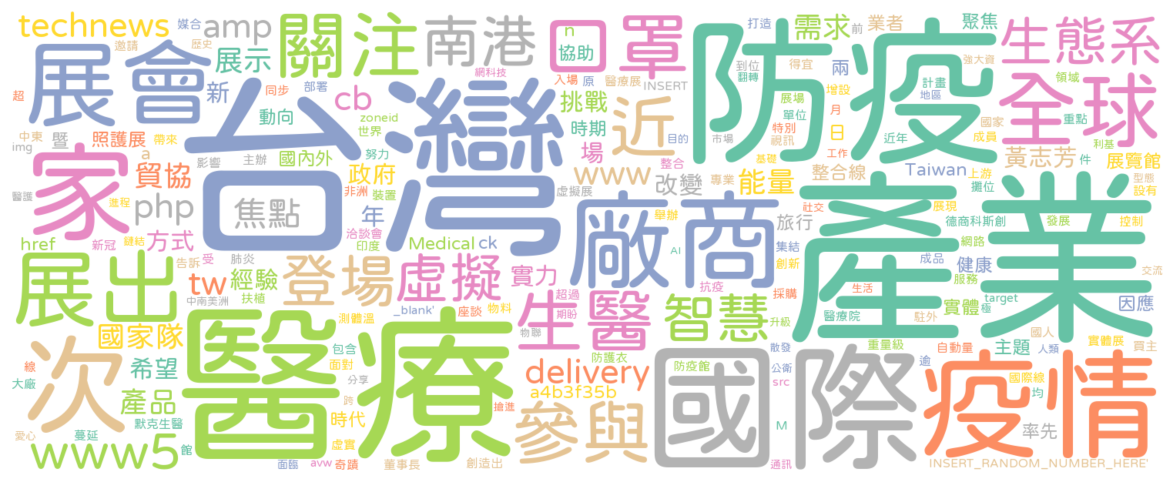 technews
媒合
amp
邀請
歷史
展會
關注
展示
南港
新
部署
超
同步
動向
cb
網科技
n
協助
口罩
入場
原
醫療展
INSERT
挑戰
近
時期
防疫
打造
需求
前
業者
到位
翻轉
得宜
兩
聚焦
強大資
生態系
計畫
地區
領域
增設
展場
單位
月
國家
重點
全球
特別
視訊
日
近年
成員
利基
黃志芳
件
展覽館
型態
設有
中東
img
暨
照護展
帶來
a
影響
主辦
國內外
zoneid
世界
努力
政府
裝置
非洲
台灣
場
目的
市場
整合
www
改變
專業
基礎
能量
工作
整合線
Taiwan
上游
攤位
家
貿協
php
醫護
進程
焦點
年
虛擬展
洽談會
印度
廠商
舉辦
AI
旅行
集結
創新
社交
展現
德商科斯創
發展
控制
產業
網路
成品
服務
健康
交流
href
新冠
鏈結
方式
受
肺炎
告訴
中南美洲
Medical
ck
展出
tw
經驗
扶植
登場
虛擬
實力
_blank'
座談
物料
超過
期盼
生醫
抗疫
智慧
採購
升級
生活
醫療院
駐外
實體
target
極
因應
國家隊
測體溫
物聯
次
線
大廠
希望
包含
面對
分享
醫療
防護衣
搶進
delivery
a4b3f35b
防疫館
散發
公衛
src
國際
重量級
逾
自動量
主題
國人
人類
實體展
買主
產品
默克生醫
跨
時代
參與
M
疫情
國際線
均
率先
愛心
蔓延
www5
館
虛實
面臨
avw
奇蹟
董事長
創造出
通訊
INSERT_RANDOM_NUMBER_HERE'